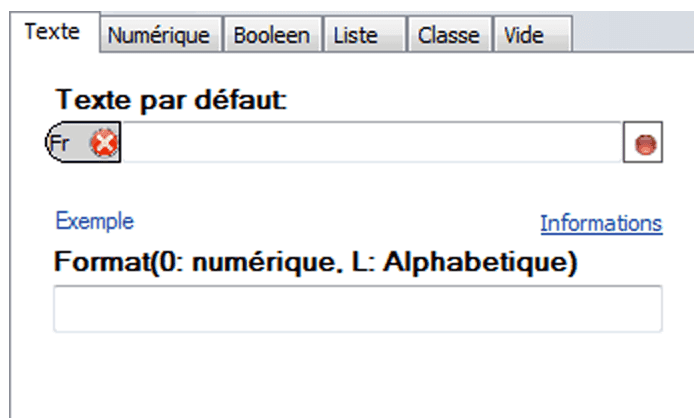 Texte Numérique Booleen Liste Classe Vide
Texte par défaut:
Fr
Exemple Informations
Format(0: numérique, L: Alphabetique)